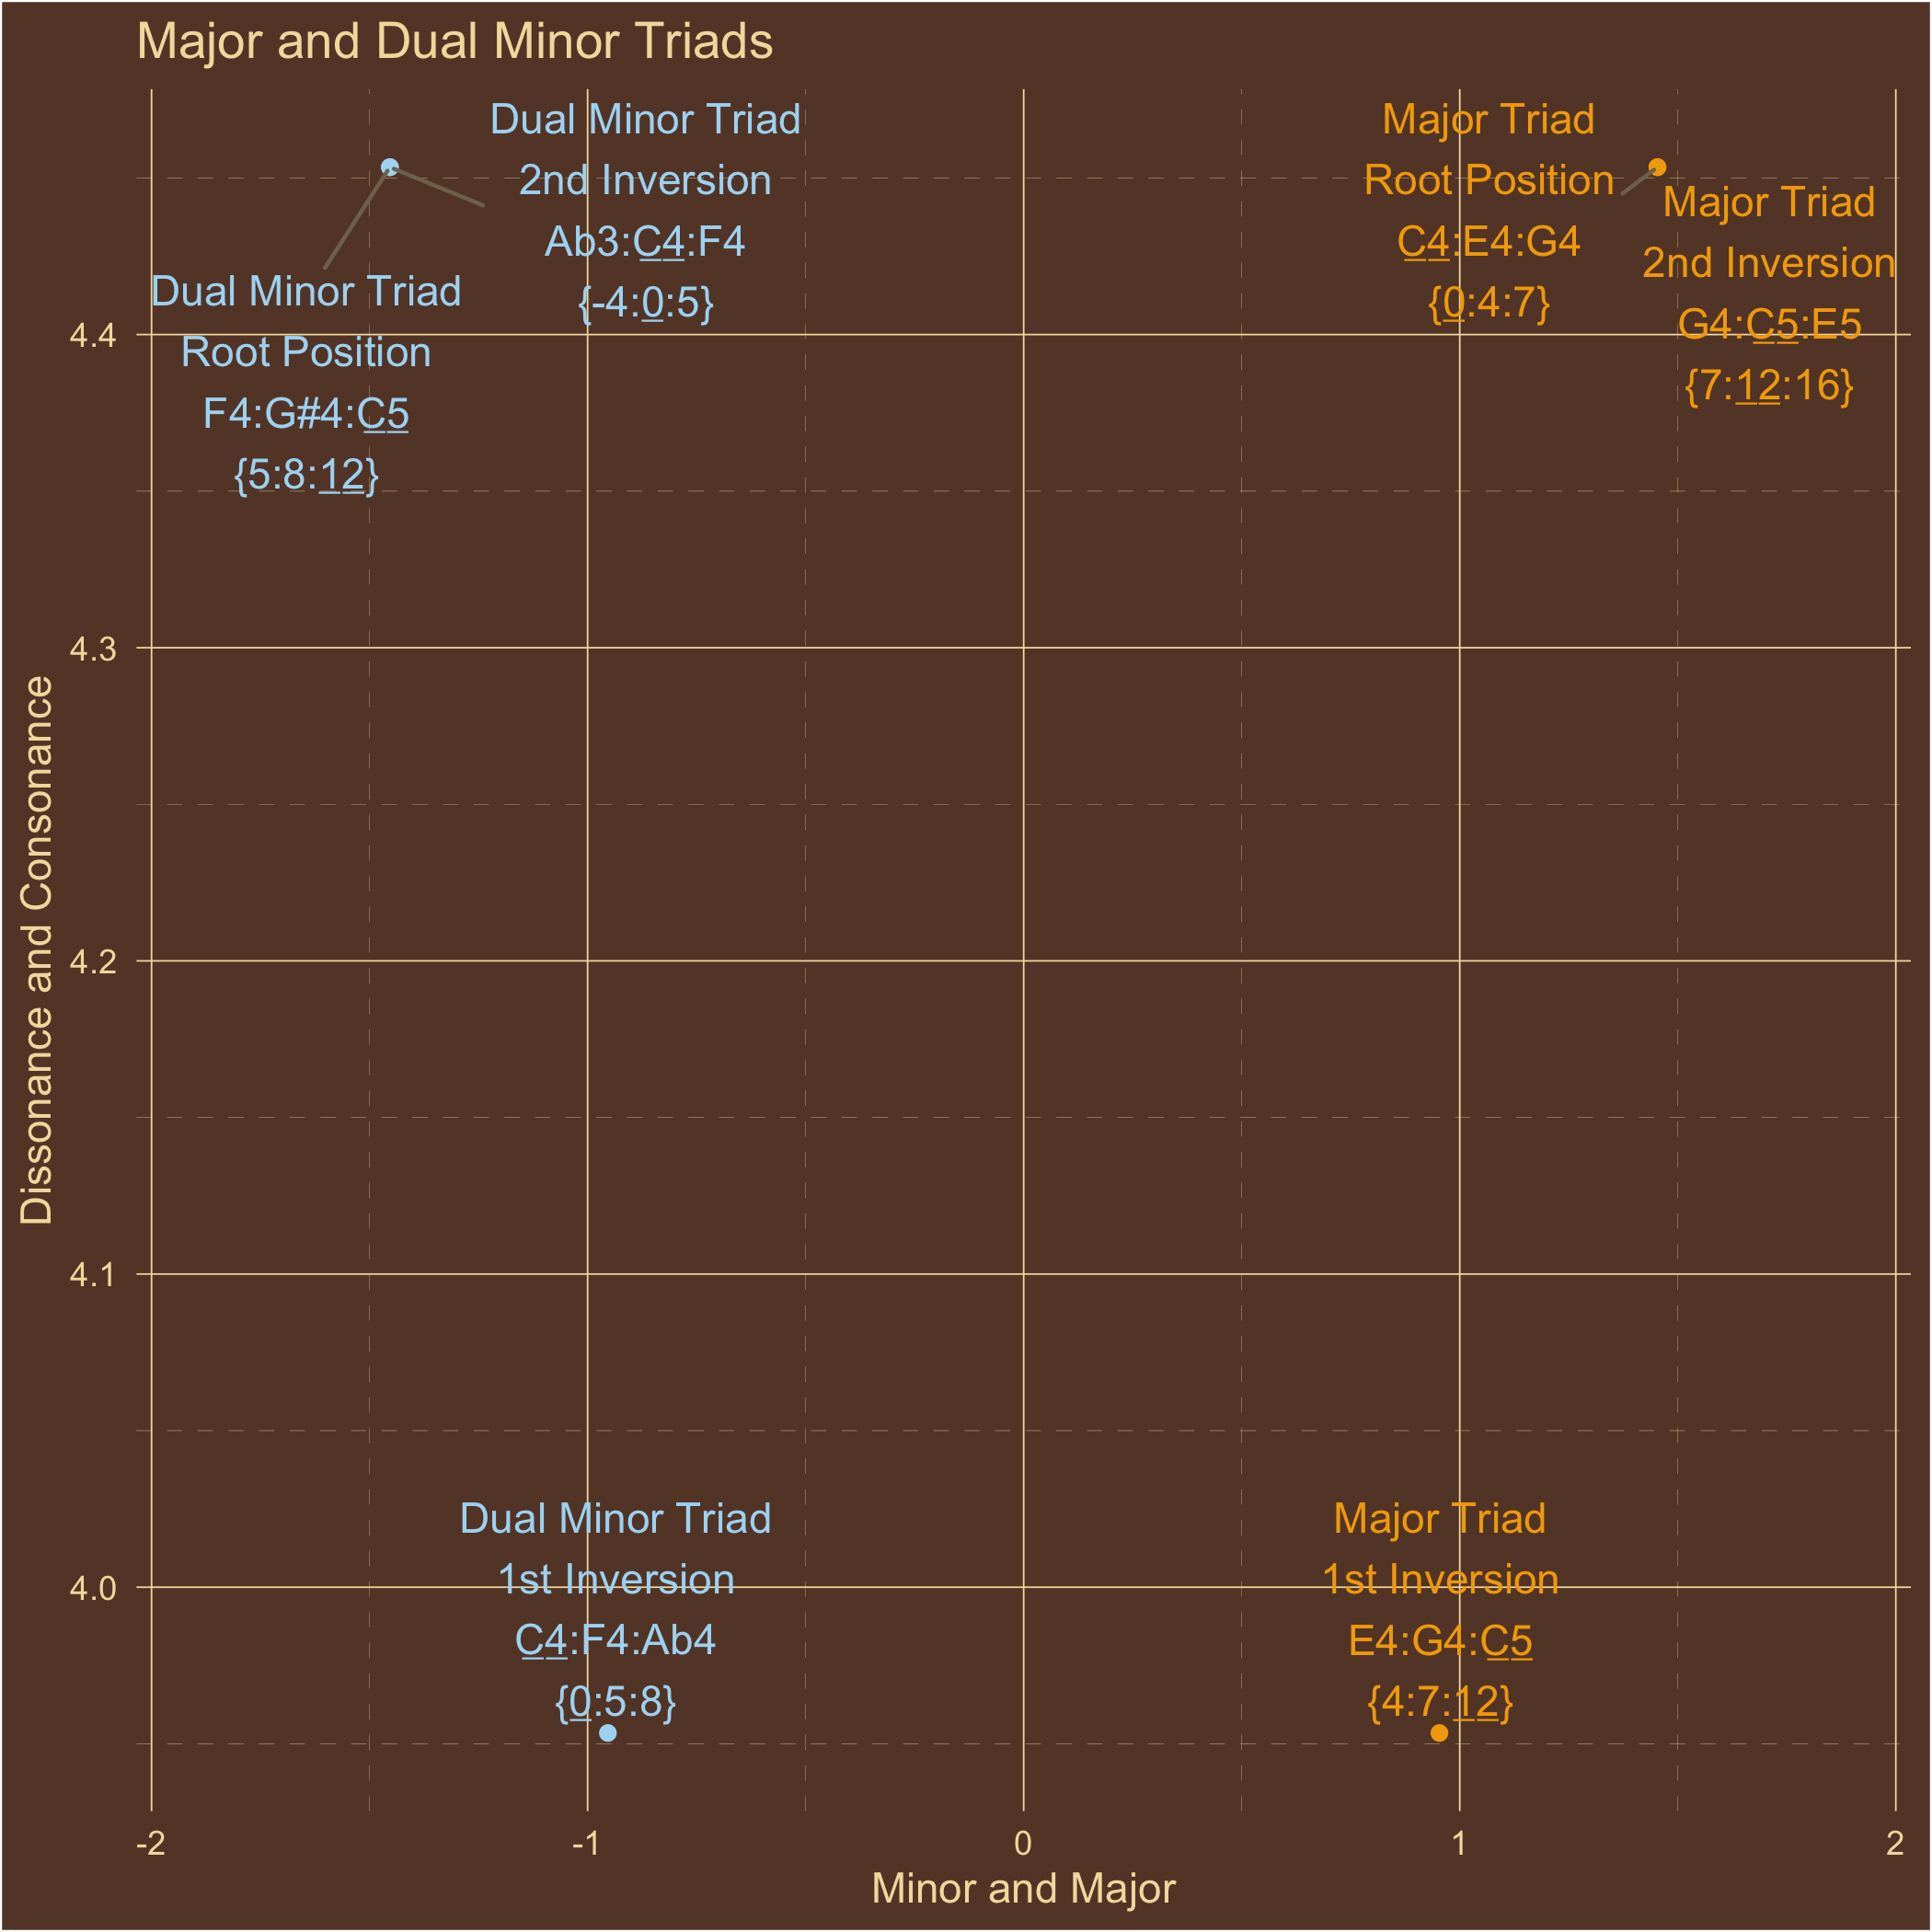 Major and Dual Minor Triads
Dual Minor Triad
2nd Inversion
Ab3:C4:F4
{-4:0:5}
Major Triad
Root Position
C4:E4:G4
{0:4:7}
Major Triad
2nd Inversion
G4:C5:E5
{7:12:16}
Dual Minor Triad
Root Position
F4:G#4:C5
{5:8:12}
Dual Minor Triad
1st Inversion
C4:F4:Ab4
{0:5:8}
Major Triad
1st Inversion
E4:G4:C5
{4:7:12}
4.4
4.3
4.2
4.1
4.0
Dissonance and Consonance
-2
-1
0
1
2
Minor and Major